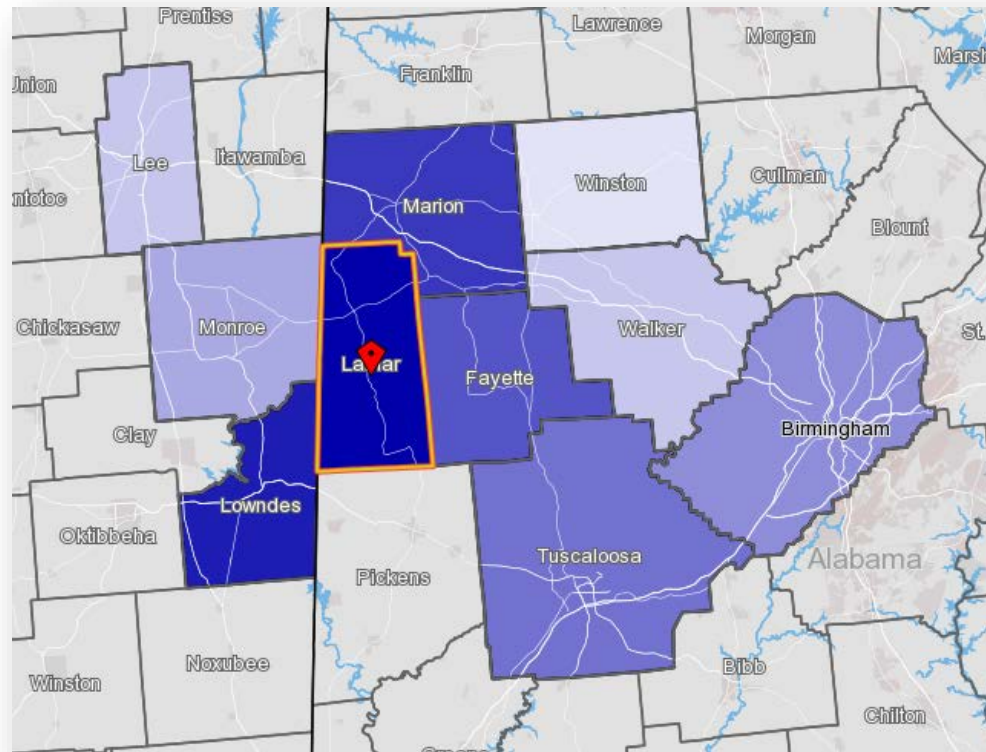 Prentiss
Lawrence
Morgan
Franklin
Union
Lee
Itawamba
Cullman
Winston
Marion
Blount
Chickasaw
Monroe
Walker
St.
Fayette
Clay
Birmingham
Lowndes
Oktibbeha
Tuscaloosa
Alabama
Pickens
Noxubee
Bibb
Winston
Chilton